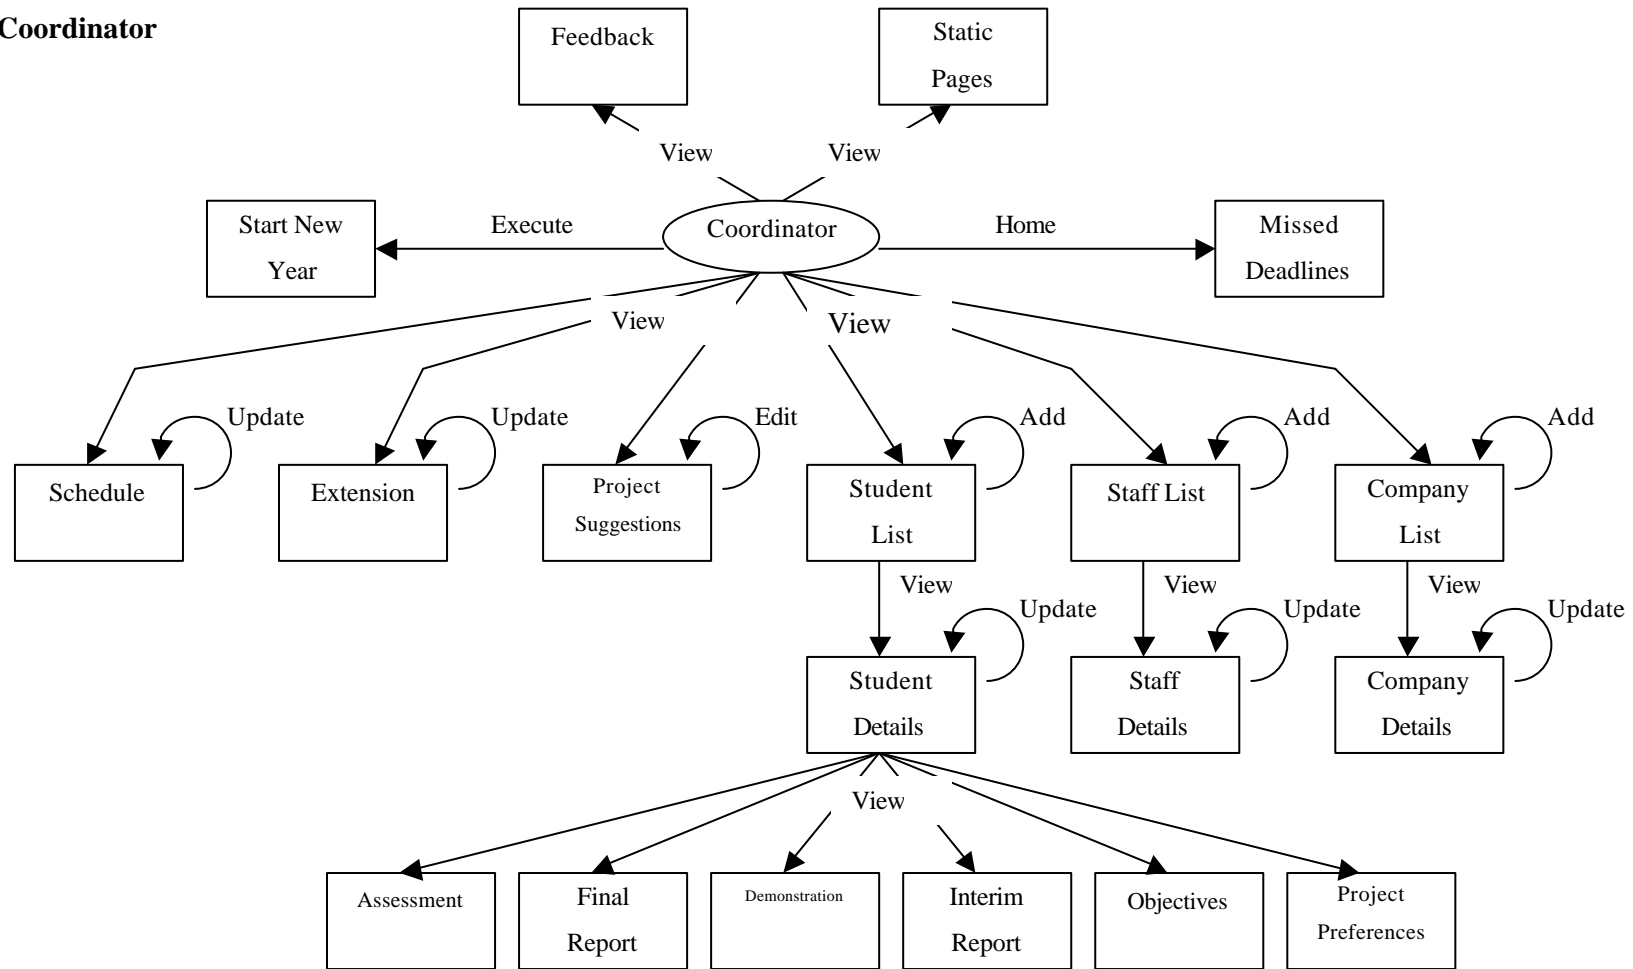 Coordinator
Feedback
Static
Pages
View
View
Start New
Year
Execute
Coordinator
Home
Missed
Deadlines
View
View
Update
Update
Edit
Add
Add
Add
Schedule
Extension
Project
Suggestions
Student
List
Staff List
Company
List
View
View
View
Update
Update
Update
Student
Details
Staff
Details
Company
Details
View
Assessment
Final
Report
Demonstration
Interim
Report
Objectives
Project
Preferences